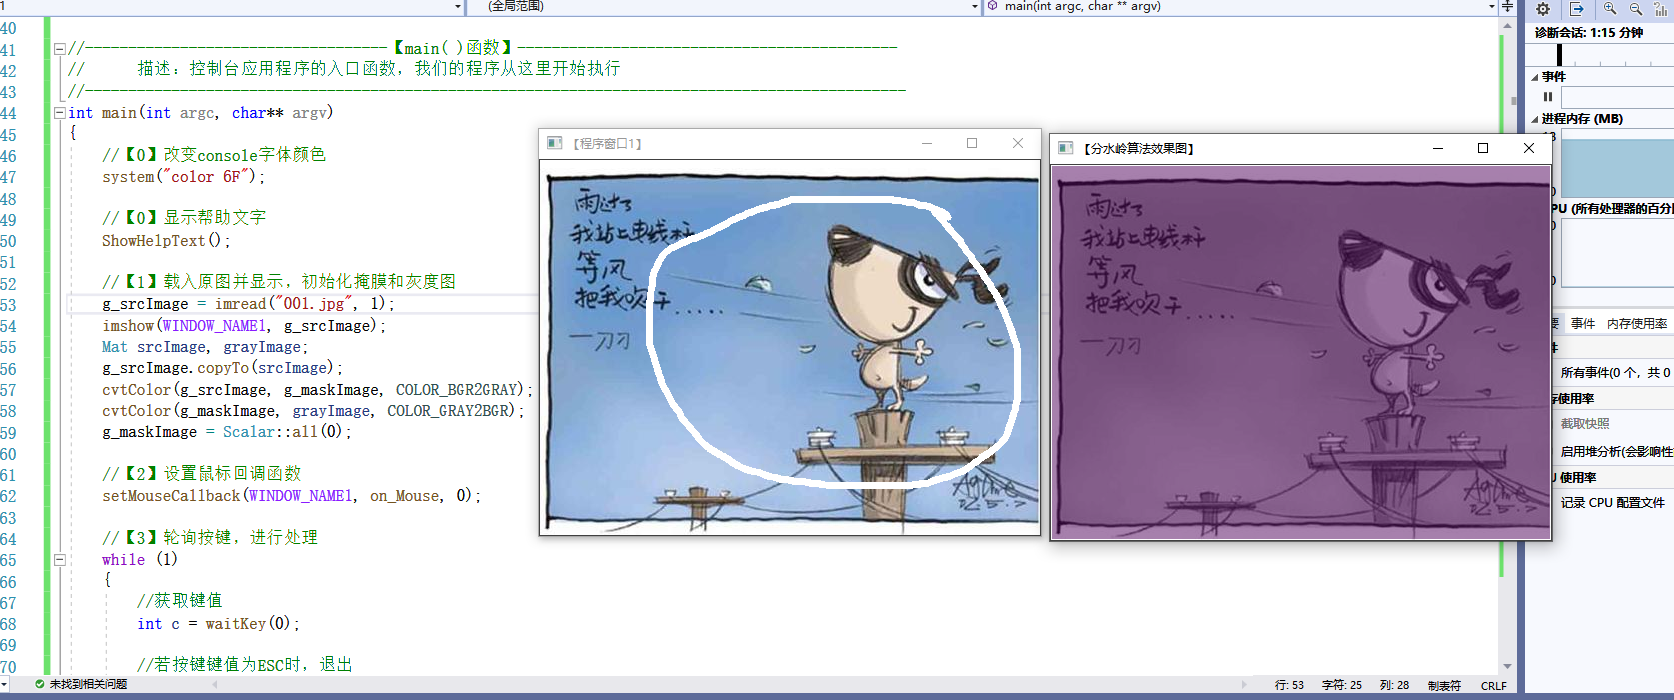 1
(全局范围)
main(int argc, char ** argv)
40
41 //-----------------------------------【main( )函数】--------------------------------------------
42 //      描述：控制台应用程序的入口函数，我们的程序从这里开始执行
43 //-----------------------------------------------------------------------------------------------
44 int main(int argc, char** argv)
45 {
46 //【0】改变console字体颜色
47 system("color 6F");
48
49 //【0】显示帮助文字
50 ShowHelpText();
51
52 //【1】载入原图并显示，初始化掩膜和灰度图
53 g_srcImage = imread("001.jpg", 1);
54 imshow(WINDOW_NAME1, g_srcImage);
55 Mat srcImage, grayImage;
56 g_srcImage.copyTo(srcImage);
57 cvtColor(g_srcImage, g_maskImage, COLOR_BGR2GRAY);
58 cvtColor(g_maskImage, grayImage, COLOR_GRAY2BGR);
59 g_maskImage = Scalar::all(0);
60
61 //【2】设置鼠标回调函数
62 setMouseCallback(WINDOW_NAME1, on_Mouse, 0);
63
64 //【3】轮询按键，进行处理
65 while (1)
66 {
67 //获取键值
68 int c = waitKey(0);
69
70 //若按键键值为ESC时，退出
【程序窗口1】
雨过了
我站上电线杆
等风
把我吹干.....
【分水岭算法效果图】
雨过了
我站上电线杆
等风
把我吹干.....
诊断会话: 1:15 分钟
事件
进程内存 (MB)
PU (所有处理器的百分
要 事件 内存使用率
件
所有事件(0 个，共 0
存使用率
截取快照
启用堆分析(会影响性
U 使用率
记录 CPU 配置文件
未找到相关问题
行: 53 字符: 25 列: 28 制表符 CRLF